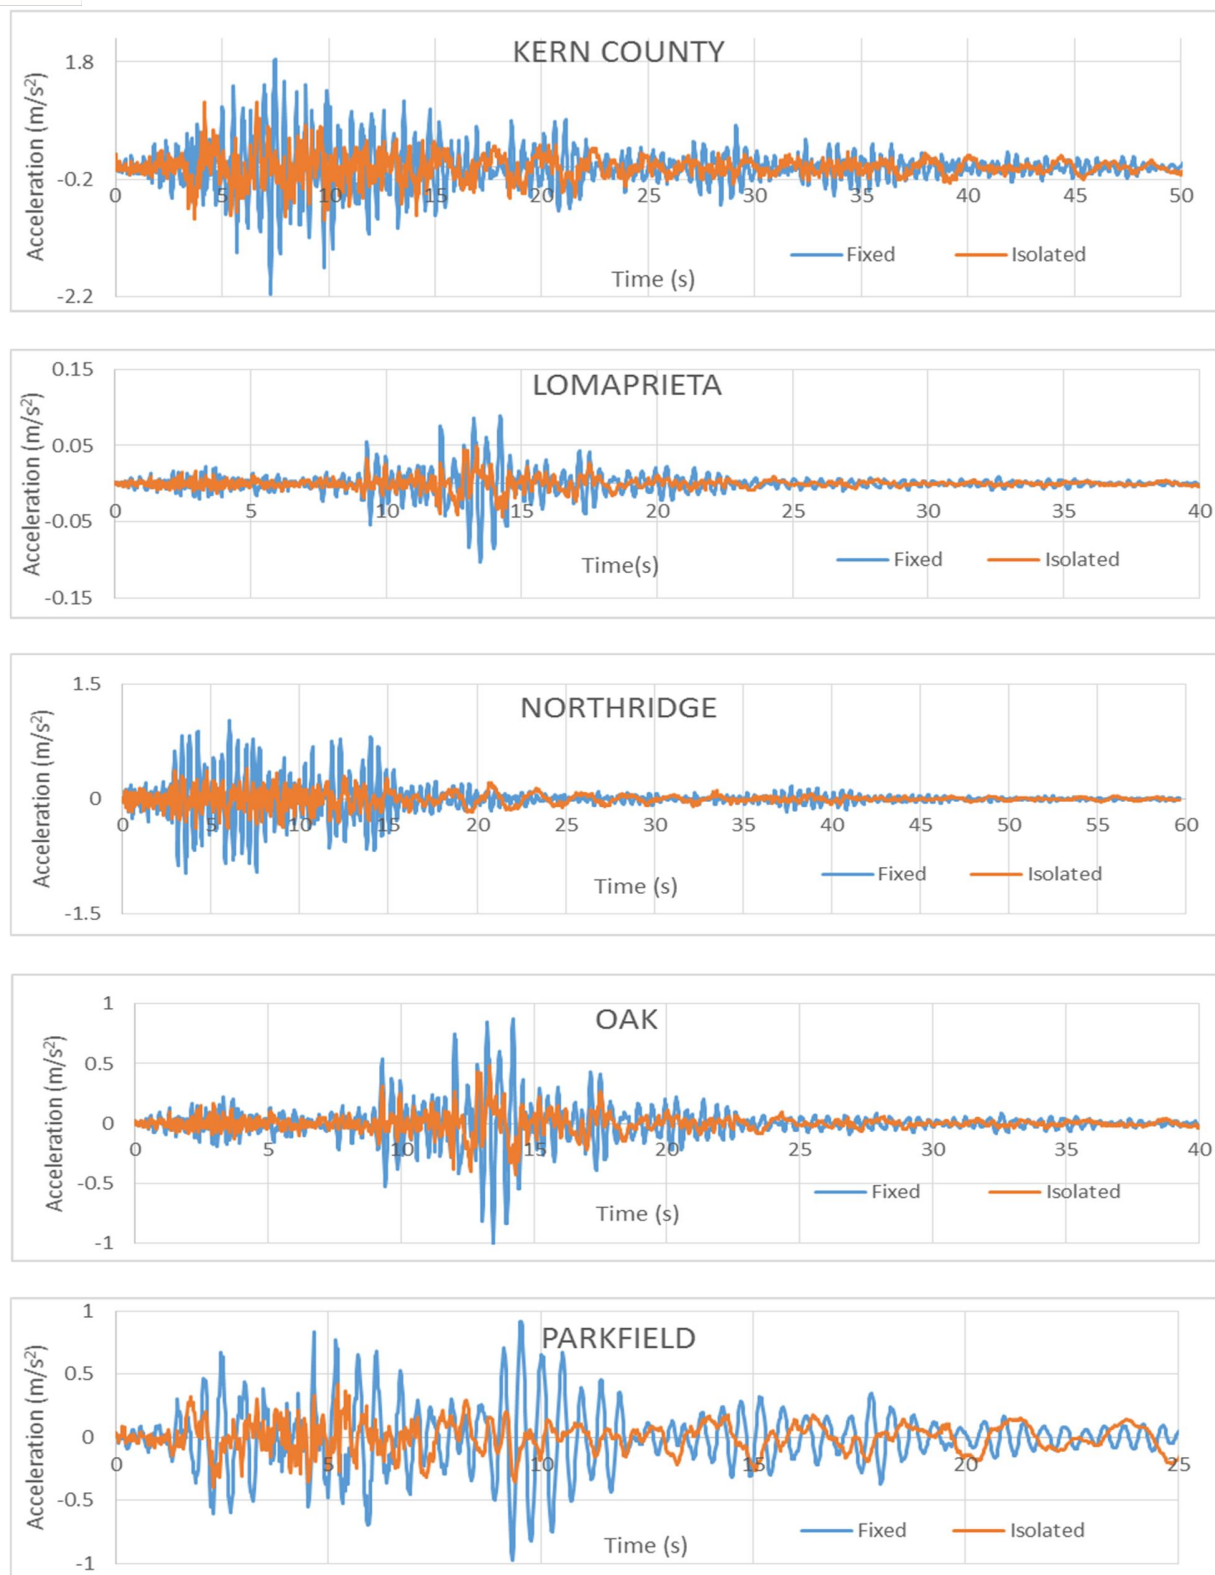 KERN COUNTY
Acceleration (m/s²)
1.8
-0.2
-2.2
0 5 10 15 20 25 30 35 40 45 50
Fixed Isolated
Time (s)
LOMAPRIETA
Acceleration (m/s²)
0.15
0.05
-0.05
-0.15
0 5 10 15 20 25 30 35 40
Time(s)
Fixed Isolated
NORTHRIDGE
Acceleration (m/s²)
1.5
0
-1.5
0 5 10 15 20 25 30 35 40 45 50 55 60
Fixed Isolated
Time (s)
OAK
Acceleration (m/s²)
1
0.5
0
-0.5
-1
0 5 10 15 20 25 30 35 40
Fixed Isolated
Time (s)
PARKFIELD
Acceleration (m/s²)
1
0.5
0
-0.5
-1
0 5 10 15 20 25
Fixed Isolated
Time (s)